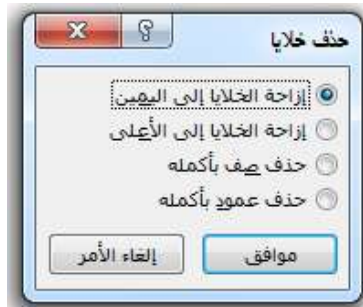 حذف خلايا
إزاحة الخلايا إلى اليمين
إزاحة الخلايا إلى الأعلى
حذف صف بأكمله
حذف عمود بأكمله
موافق
إلغاء الأمر